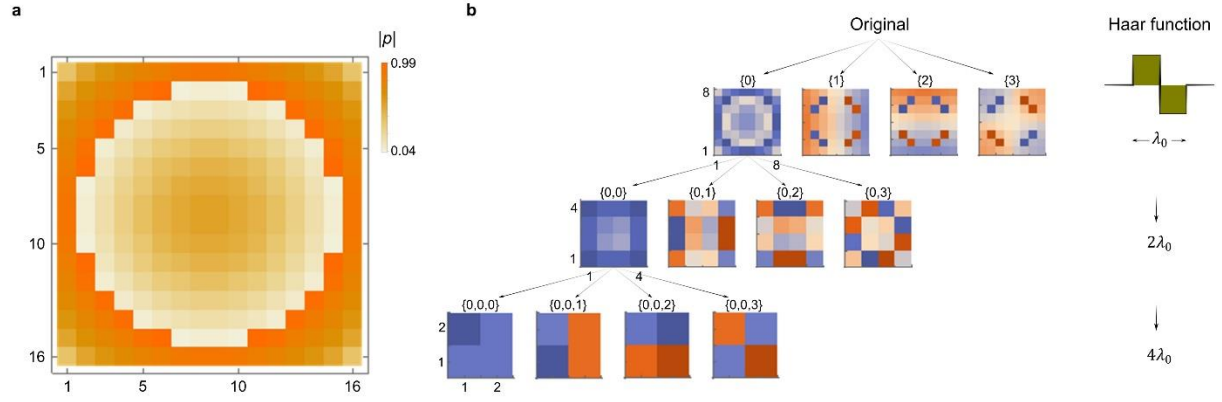 a
|p|
1
5
10
16
0.99
0.04
1 5 10 16
b
Original
Haar function
{0} {1} {2} {3}
8
1
1 8
λ0
{0,0} {0,1} {0,2} {0,3}
4
1
1 4
2λ0
{0,0,0} {0,0,1} {0,0,2} {0,0,3}
2
1
1 2
4λ0